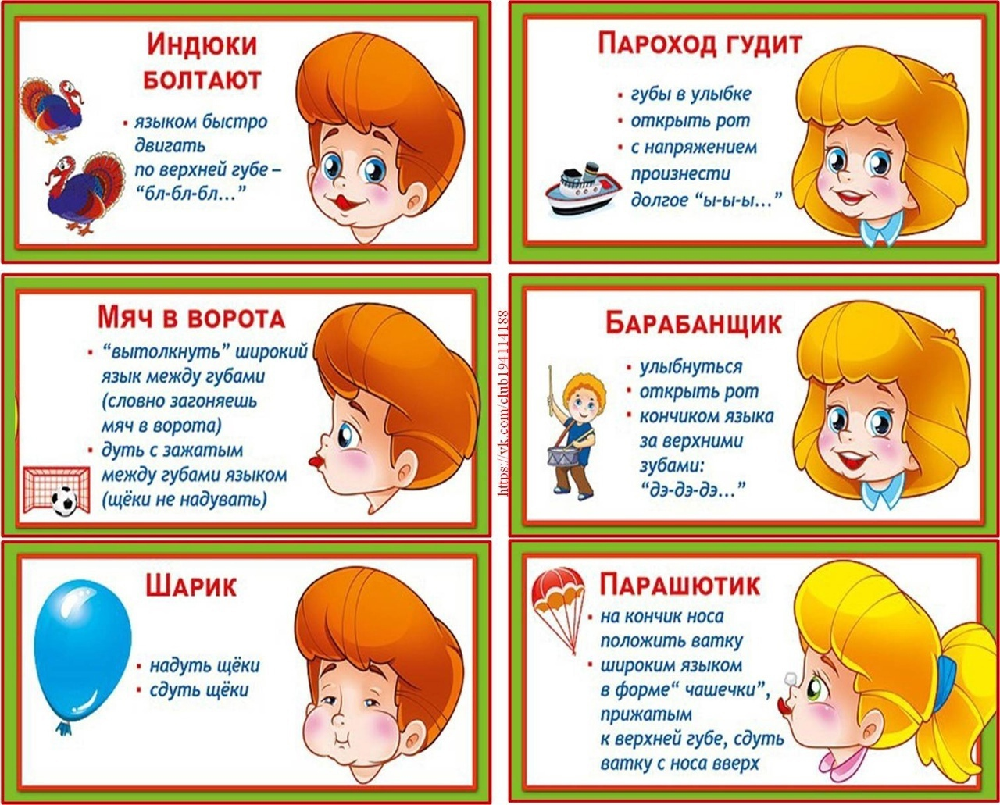 Индюки
болтают
• языком быстро
двигать
по верхней губе –
“бл-бл-бл...”
Пароход гудит
• губы в улыбке
• открыть рот
• с напряжением
произнести
долгое “ы-ы-ы...”
Мяч в ворота
• “вытолкнуть” широкий
язык между губами
(словно загоняешь
мяч в ворота)
• дуть с зажатым
между губами языком
(щёки не надувать)
https://vk.com/club194114188
Барабанщик
• улыбнуться
• открыть рот
• кончиком языка
за верхними
зубами:
“дэ-дэ-дэ...”
Шарик
• надуть щёки
• сдуть щёки
Парашютик
• на кончик носа
положить ватку
• широким языком
в форме“ чашечки”,
прижатым
к верхней губе, сдуть
ватку с носа вверх